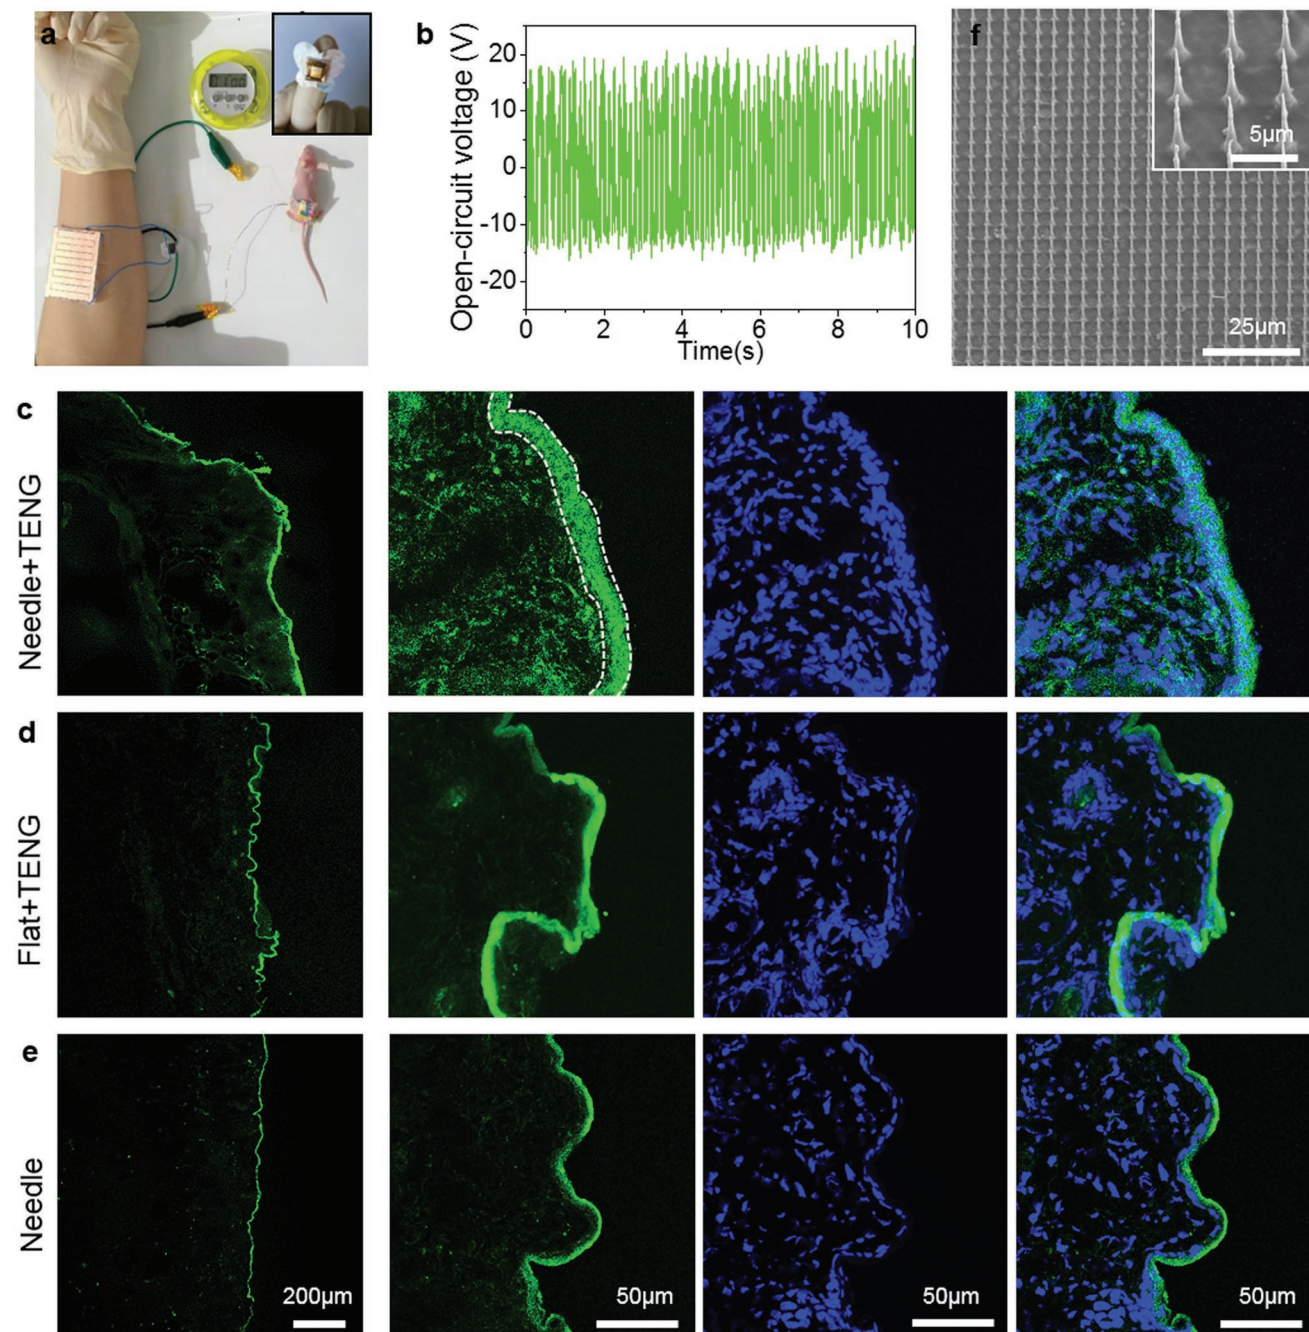 a
b
f
Open-circuit voltage (V)
20
10
0
-10
-20
0
2
4
6
8
10
Time(s)
5µm
25µm
c
Needle+TENG
d
Flat+TENG
e
Needle
200µm
50µm
50µm
50µm